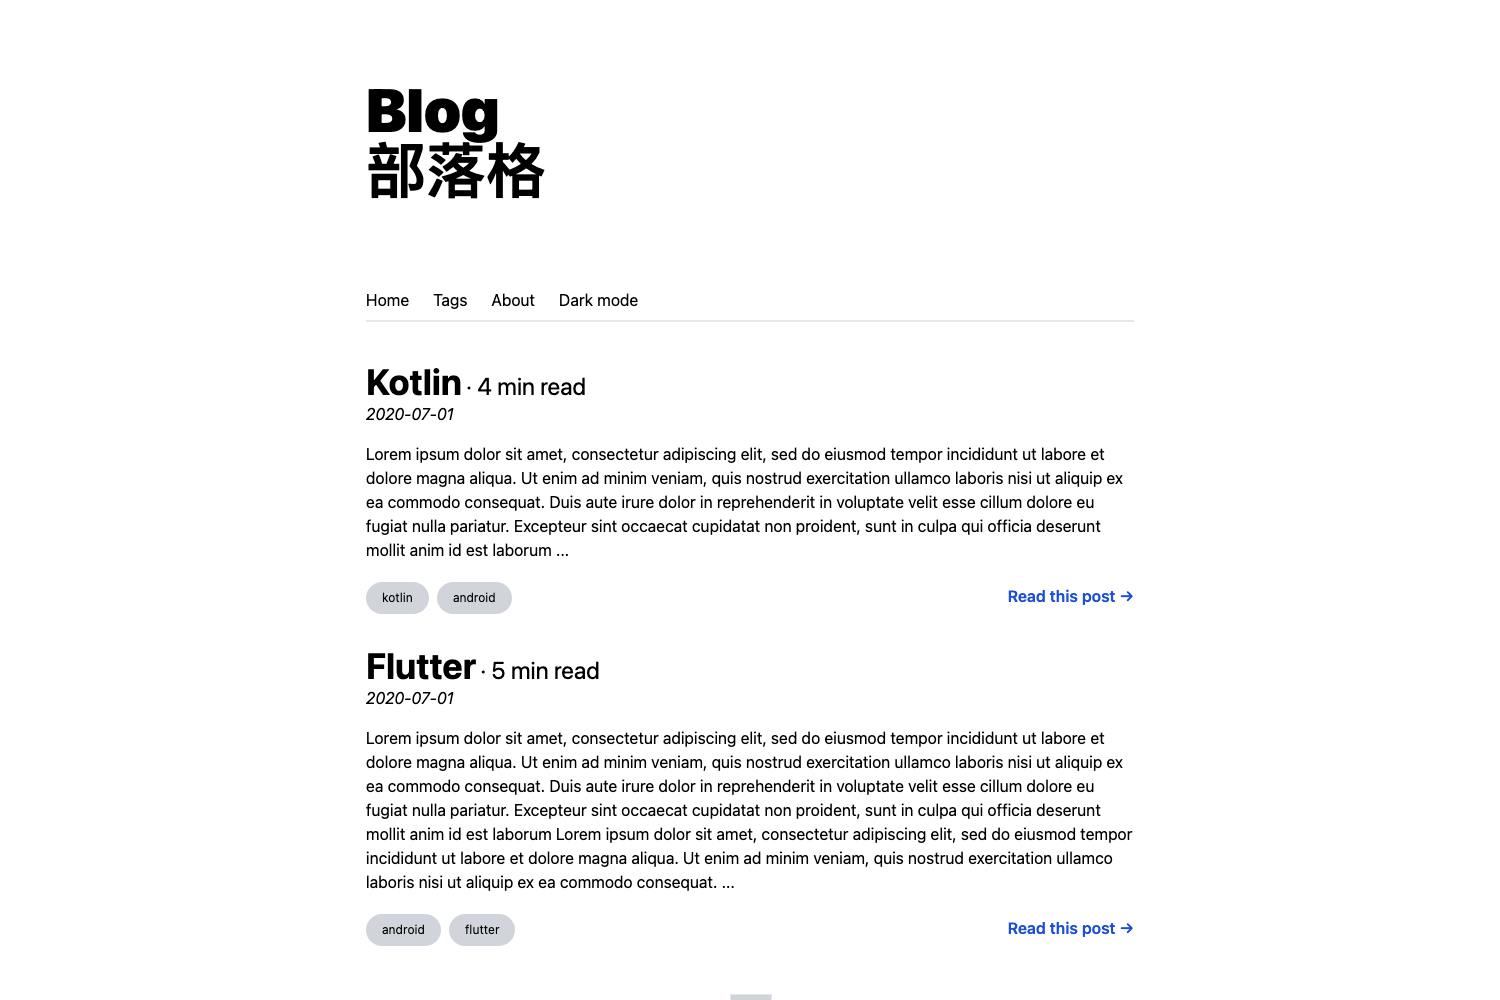 Blog
部落格
Home Tags About Dark mode
Kotlin · 4 min read
2020-07-01
Lorem ipsum dolor sit amet, consectetur adipiscing elit, sed do eiusmod tempor incididunt ut labore et
dolore magna aliqua. Ut enim ad minim veniam, quis nostrud exercitation ullamco laboris nisi ut aliquip ex
ea commodo consequat. Duis aute irure dolor in reprehenderit in voluptate velit esse cillum dolore eu
fugiat nulla pariatur. Excepteur sint occaecat cupidatat non proident, sunt in culpa qui officia deserunt
mollit anim id est laborum ...
kotlin android Read this post →
Flutter · 5 min read
2020-07-01
Lorem ipsum dolor sit amet, consectetur adipiscing elit, sed do eiusmod tempor incididunt ut labore et
dolore magna aliqua. Ut enim ad minim veniam, quis nostrud exercitation ullamco laboris nisi ut aliquip ex
ea commodo consequat. Duis aute irure dolor in reprehenderit in voluptate velit esse cillum dolore eu
fugiat nulla pariatur. Excepteur sint occaecat cupidatat non proident, sunt in culpa qui officia deserunt
mollit anim id est laborum Lorem ipsum dolor sit amet, consectetur adipiscing elit, sed do eiusmod tempor
incididunt ut labore et dolore magna aliqua. Ut enim ad minim veniam, quis nostrud exercitation ullamco
laboris nisi ut aliquip ex ea commodo consequat. ...
android flutter Read this post →